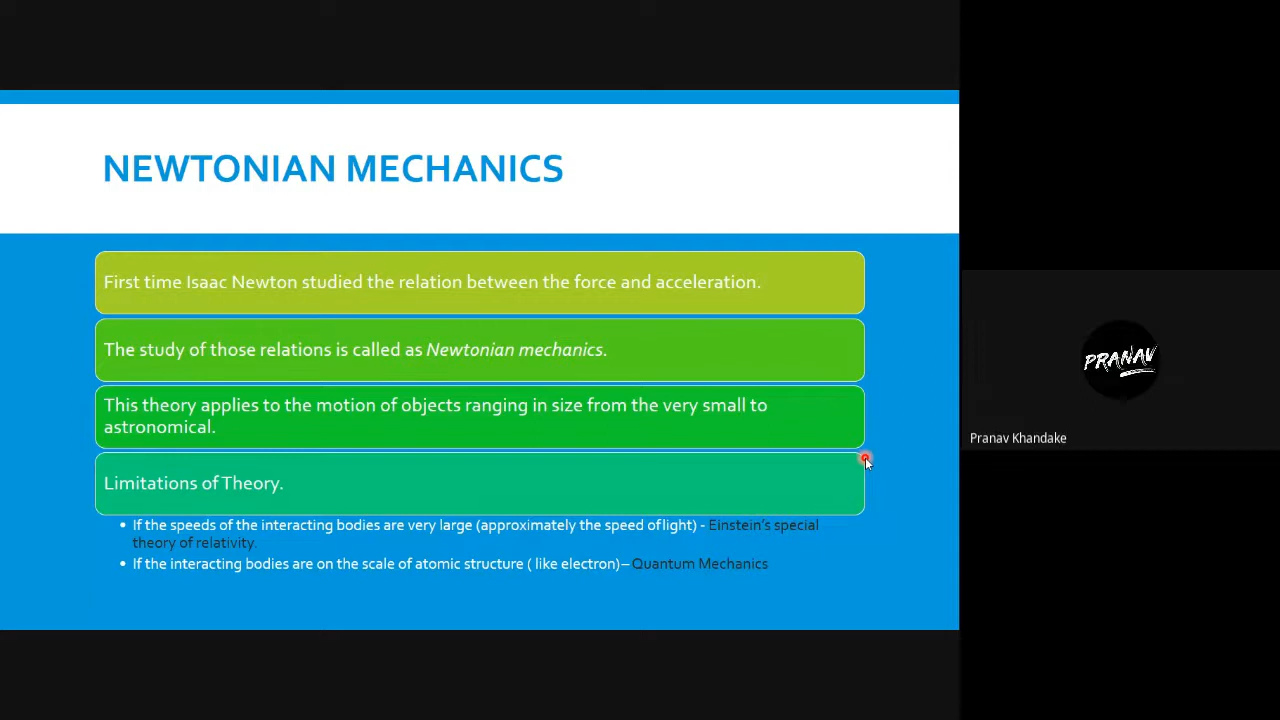 NEWTONIAN MECHANICS
First time Isaac Newton studied the relation between the force and acceleration.
The study of those relations is called as Newtonian mechanics.
This theory applies to the motion of objects ranging in size from the very small to
astronomical.
Limitations of Theory.
• If the speeds of the interacting bodies are very large (approximately the speed of light) - Einstein's special
theory of relativity.
• If the interacting bodies are on the scale of atomic structure ( like electron)– Quantum Mechanics
PRANAV
Pranav Khandake